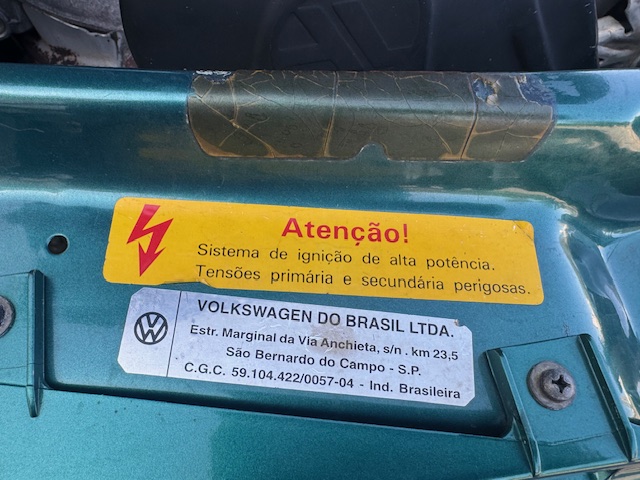 Atenção!
Sistema de ignição de alta potência.
Tensões primária e secundária perigosas.
VOLKSWAGEN DO BRASIL LTDA.
Estr. Marginal da Via Anchieta, s/n . km 23,5
São Bernardo do Campo - S.P.
C.G.C. 59.104.422/0057-04 - Ind. Brasileira